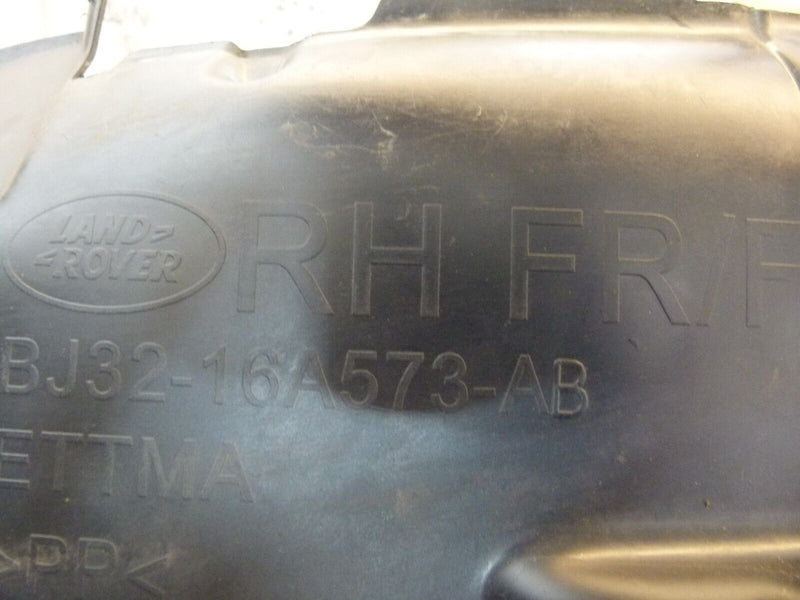 LAND
ROVER
RH FR/F
BJ32-16A573-AB
ETTMA
>PP<